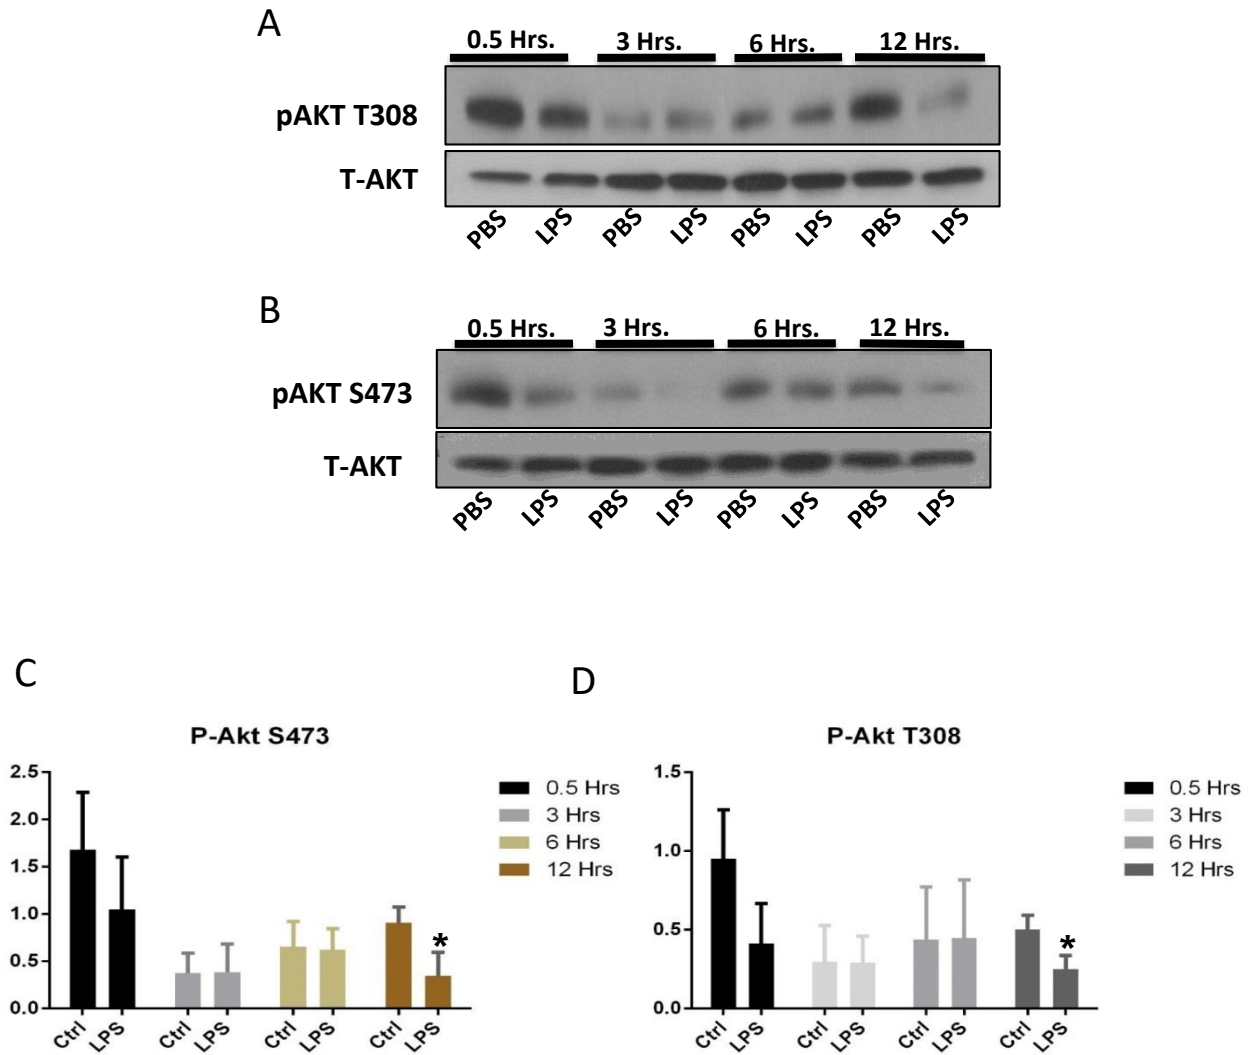 A
0.5 Hrs. 3 Hrs. 6 Hrs. 12 Hrs.
pAKT T308
T-AKT
PBS LPS PBS LPS PBS LPS PBS LPS
B
0.5 Hrs. 3 Hrs. 6 Hrs. 12 Hrs.
pAKT S473
T-AKT
PBS LPS PBS LPS PBS LPS PBS LPS
C
P-Akt S473
2.5
2.0
1.5
1.0
0.5
0.0
*
Ctrl LPS Ctrl LPS Ctrl LPS Ctrl LPS
0.5 Hrs
3 Hrs
6 Hrs
12 Hrs
D
P-Akt T308
1.5
1.0
0.5
0.0
*
Ctrl LPS Ctrl LPS Ctrl LPS Ctrl LPS
0.5 Hrs
3 Hrs
6 Hrs
12 Hrs